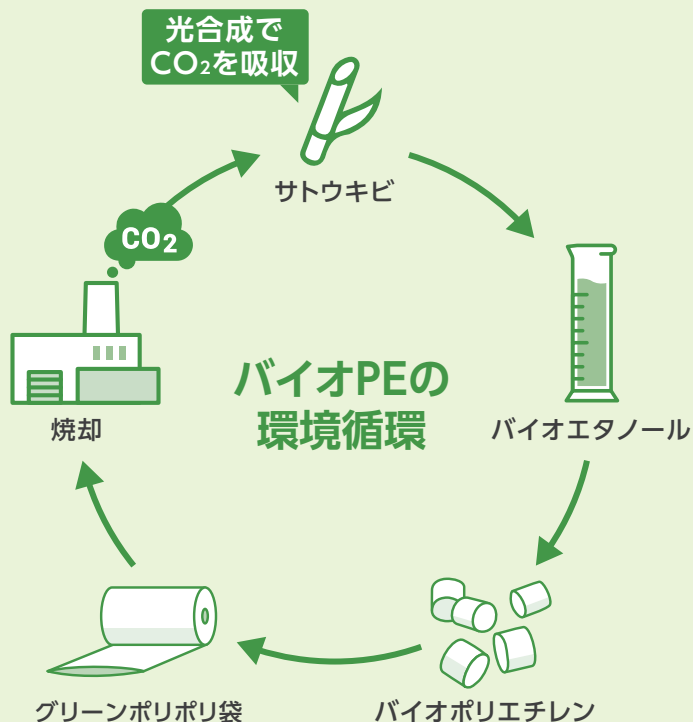 光合成で
CO₂を吸収
サトウキビ
CO₂
バイオPEの
環境循環
焼却
バイオエタノール
グリーンポリポリ袋
バイオポリエチレン